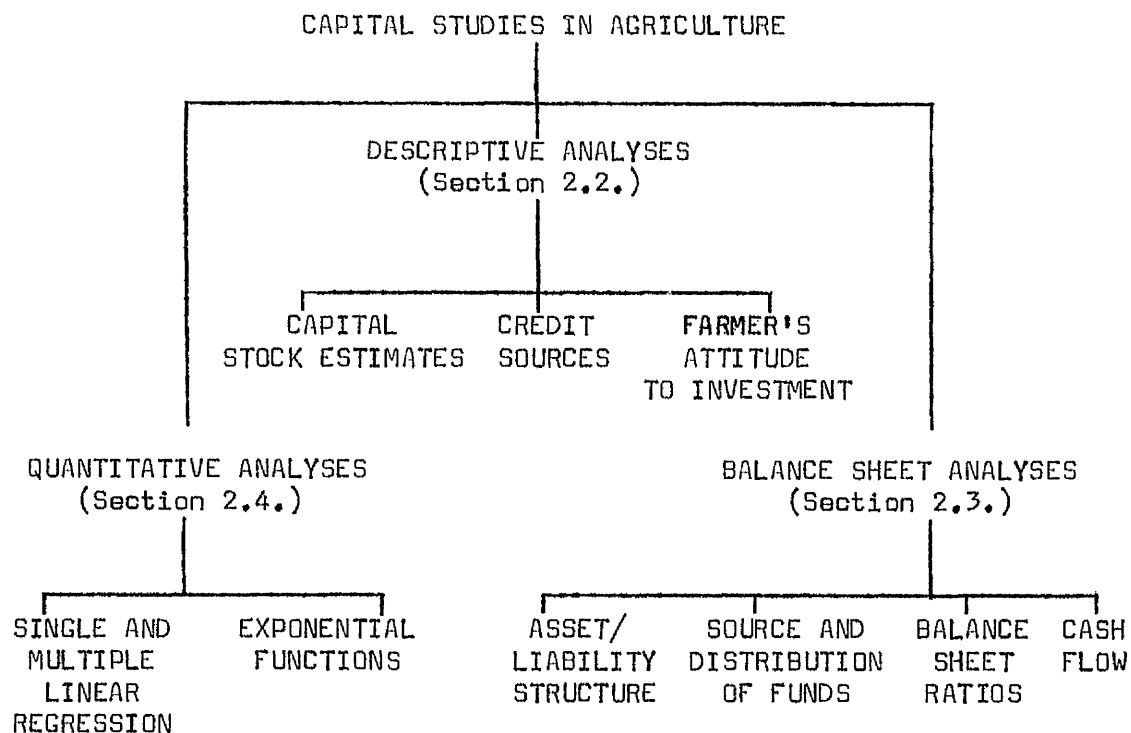 CAPITAL STUDIES IN AGRICULTURE
DESCRIPTIVE ANALYSES
(Section 2.2.)
CAPITAL
STOCK ESTIMATES
CREDIT
SOURCES
FARMER'S
ATTITUDE
TO INVESTMENT
QUANTITATIVE ANALYSES
(Section 2.4.)
BALANCE SHEET ANALYSES
(Section 2.3.)
SINGLE AND
MULTIPLE
LINEAR
REGRESSION
EXPONENTIAL
FUNCTIONS
ASSET/
LIABILITY
STRUCTURE
SOURCE AND
DISTRIBUTION
OF FUNDS
BALANCE
SHEET
RATIOS
CASH
FLOW